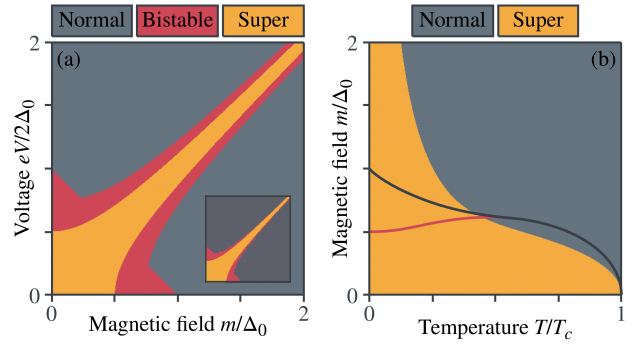 Normal Bistable Super
(a)
2
Voltage eV/2Δ₀
0
0 2
Magnetic field m/Δ₀
Normal Super
(b)
2
Magnetic field m/Δ₀
0
0 1
Temperature T/T_c